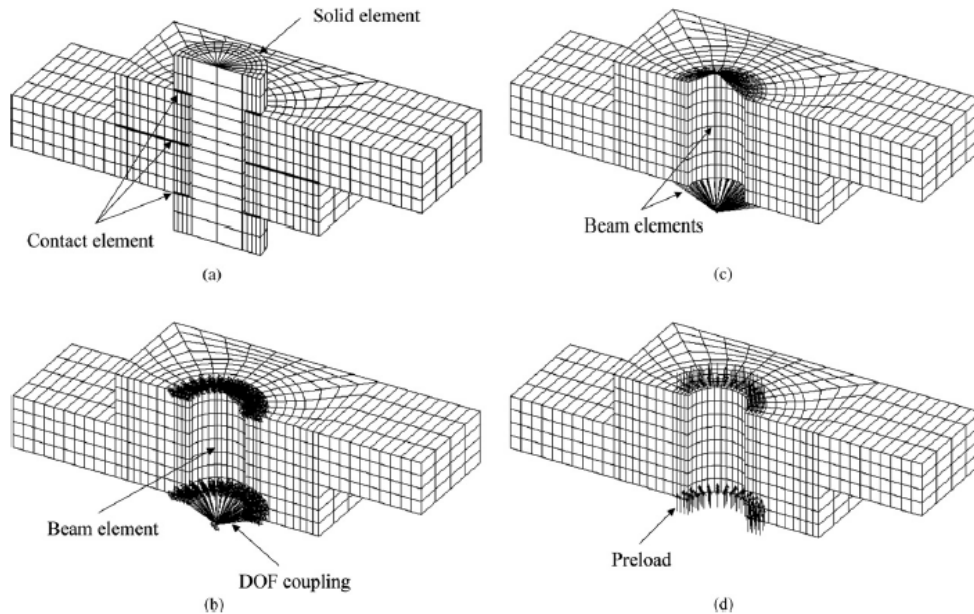 Solid element
Contact element
(a)
Beam elements
(c)
Beam element
DOF coupling
(b)
Preload
(d)